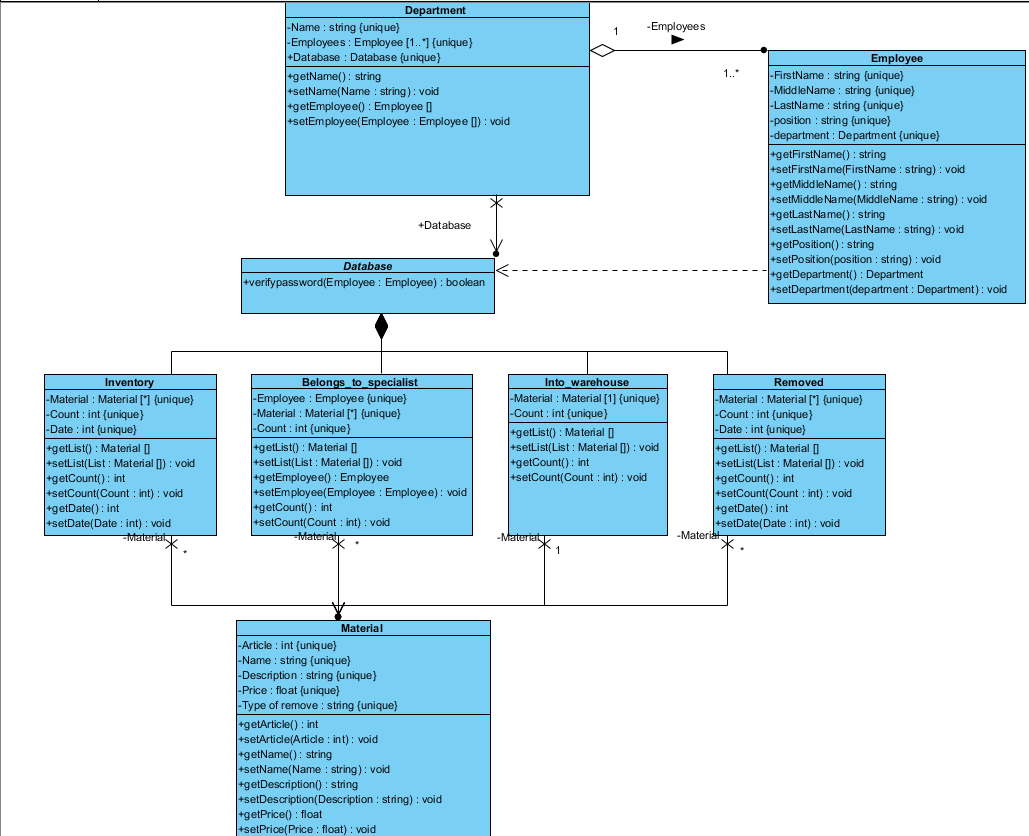 Department
-Name : string {unique}
-Employees : Employee [1..*] {unique}
+Database : Database {unique}
+getName() : string
+setName(Name : string) : void
+getEmployee() : Employee []
+setEmployee(Employee : Employee []) : void
1
-Employees
1..*
Employee
-FirstName : string {unique}
-MiddleName : string {unique}
-LastName : string {unique}
-position : string {unique}
-department : Department {unique}
+getFirstName() : string
+setFirstName(FirstName : string) : void
+getMiddleName() : string
+setMiddleName(MiddleName : string) : void
+getLastName() : string
+setLastName(LastName : string) : void
+getPosition() : string
+setPosition(position : string) : void
+getDepartment() : Department
+setDepartment(department : Department) : void
+Database
Database
+verifypassword(Employee : Employee) : boolean
Inventory
-Material : Material [*] {unique}
-Count : int {unique}
-Date : int {unique}
+getList() : Material []
+setList(List : Material []) : void
+getCount() : int
+setCount(Count : int) : void
+getDate() : int
+setDate(Date : int) : void
Belongs_to_specialist
-Employee : Employee {unique}
-Material : Material [*] {unique}
-Count : int {unique}
+getList() : Material []
+setList(List : Material []) : void
+getEmployee() : Employee
+setEmployee(Employee : Employee) : void
+getCount() : int
+setCount(Count : int) : void
Into_warehouse
-Material : Material [1] {unique}
-Count : int {unique}
+getList() : Material []
+setList(List : Material []) : void
+getCount() : int
+setCount(Count : int) : void
Removed
-Material : Material [*] {unique}
-Count : int {unique}
-Date : int {unique}
+getList() : Material []
+setList(List : Material []) : void
+getCount() : int
+setCount(Count : int) : void
+getDate() : int
+setDate(Date : int) : void
-Material
*
-Material
*
-Material
1
-Material
*
Material
-Article : int {unique}
-Name : string {unique}
-Description : string {unique}
-Price : float {unique}
-Type of remove : string {unique}
+getArticle() : int
+setArticle(Article : int) : void
+getName() : string
+setName(Name : string) : void
+getDescription() : string
+setDescription(Description : string) : void
+getPrice() : float
+setPrice(Price : float) : void